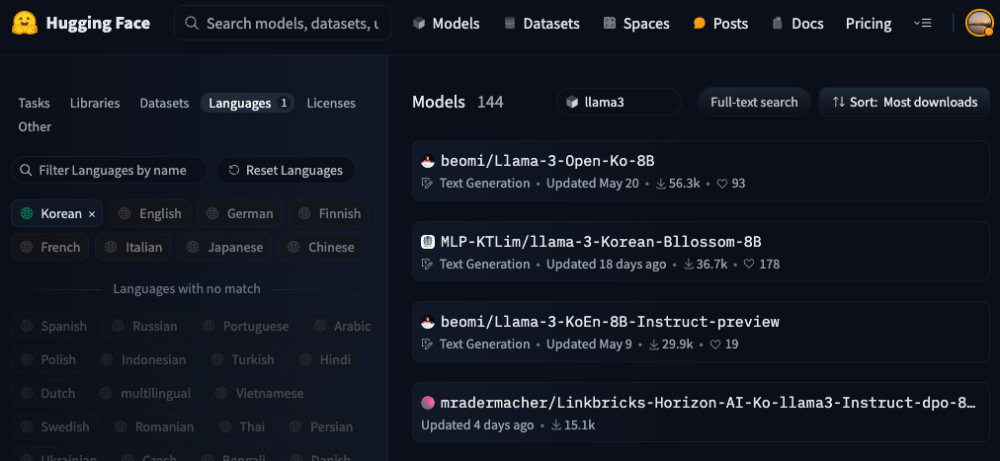 Hugging Face
Search models, datasets, u
Models
Datasets
Spaces
Posts
Docs
Pricing
Tasks Libraries Datasets Languages 1 Licenses
Other
Filter Languages by name
Reset Languages
Korean × English German Finnish
French Italian Japanese Chinese
Languages with no match
Spanish Russian Portuguese Arabic
Polish Indonesian Turkish Hindi
Dutch multilingual Vietnamese
Swedish Romanian Thai Persian
Ukrainian Czech Bengali Danish
Models 144
llama3
Full-text search
Sort: Most downloads
beomi/Llama-3-Open-Ko-8B
Text Generation • Updated May 20 • 56.3k • 93
MLP-KTLim/llama-3-Korean-Bllossom-8B
Text Generation • Updated 18 days ago • 36.7k • 178
beomi/Llama-3-KoEn-8B-Instruct-preview
Text Generation • Updated May 9 • 29.9k • 19
mradermacher/Linkbricks-Horizon-AI-Ko-llama3-Instruct-dpo-8…
Updated 4 days ago • 15.1k